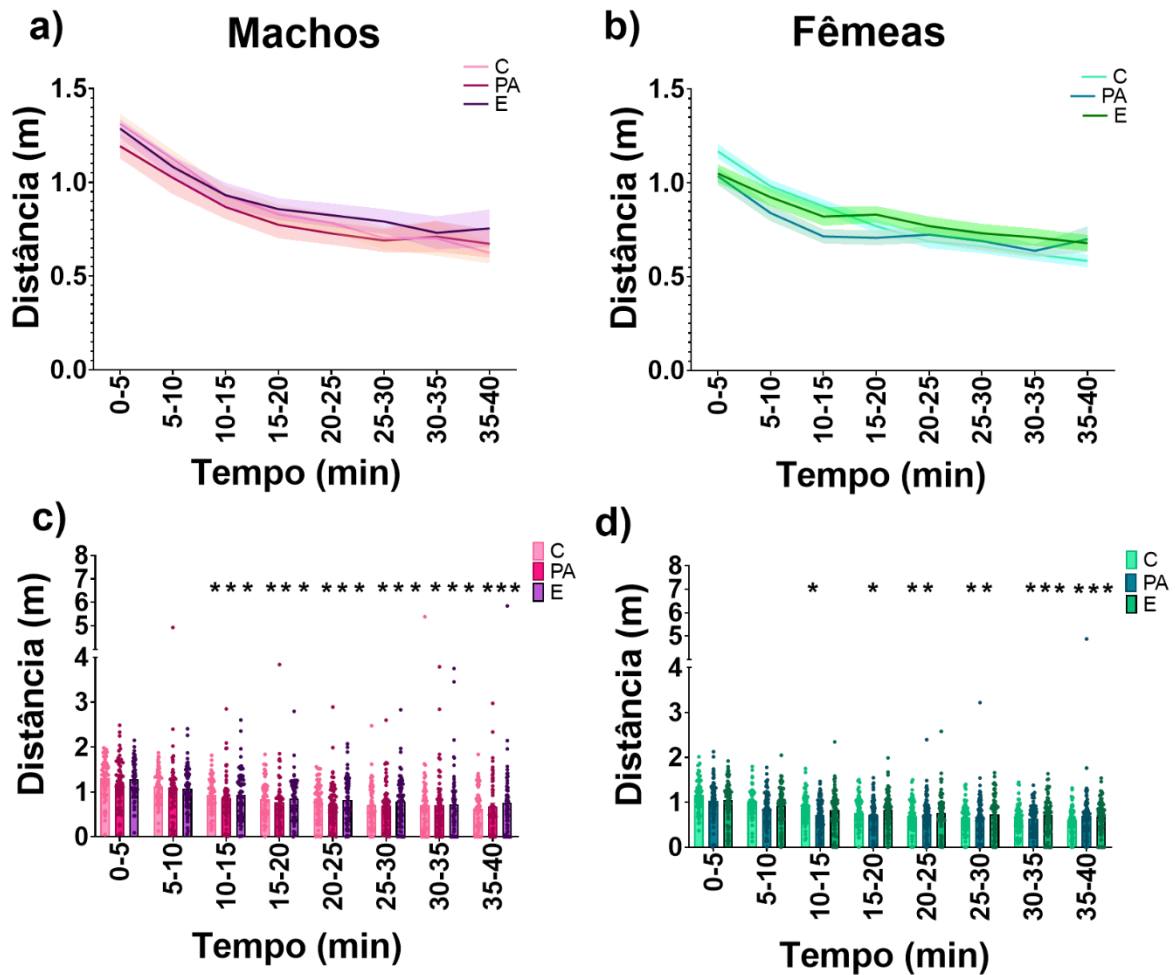 a) Machos
C
PA
E
1.5
1.0
0.5
0.0
Distância (m)
0-5 5-10 10-15 15-20 20-25 25-30 30-35 35-40
Tempo (min)
b) Fêmeas
C
PA
E
1.5
1.0
0.5
0.0
Distância (m)
0-5 5-10 10-15 15-20 20-25 25-30 30-35 35-40
Tempo (min)
c)
C
PA
E
8
7
6
5
4
3
2
1
0
* * * * * * * * * * * * * * * * * * *
Distância (m)
0-5 5-10 10-15 15-20 20-25 25-30 30-35 35-40
Tempo (min)
d)
C
PA
E
8
7
6
5
4
3
2
1
0
* * ** ** *** ***
Distância (m)
0-5 5-10 10-15 15-20 20-25 25-30 30-35 35-40
Tempo (min)